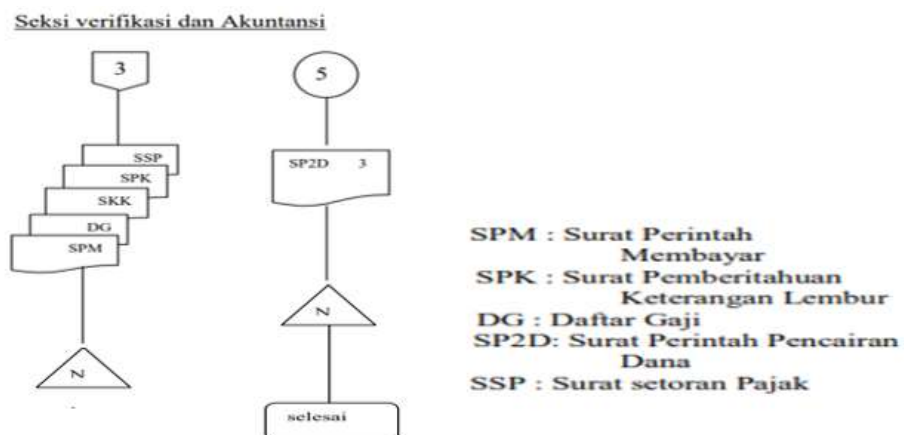 Seksi verifikasi dan Akuntansi
3
5
SSP
SPK
SKK
DG
SPM
N
SP2D 3
N
selesai
SPM : Surat Perintah
Membayar
SPK : Surat Pemberitahuan
Keterangan Lembur
DG : Daftar Gaji
SP2D: Surat Perintah Pencairan
Dana
SSP : Surat setoran Pajak